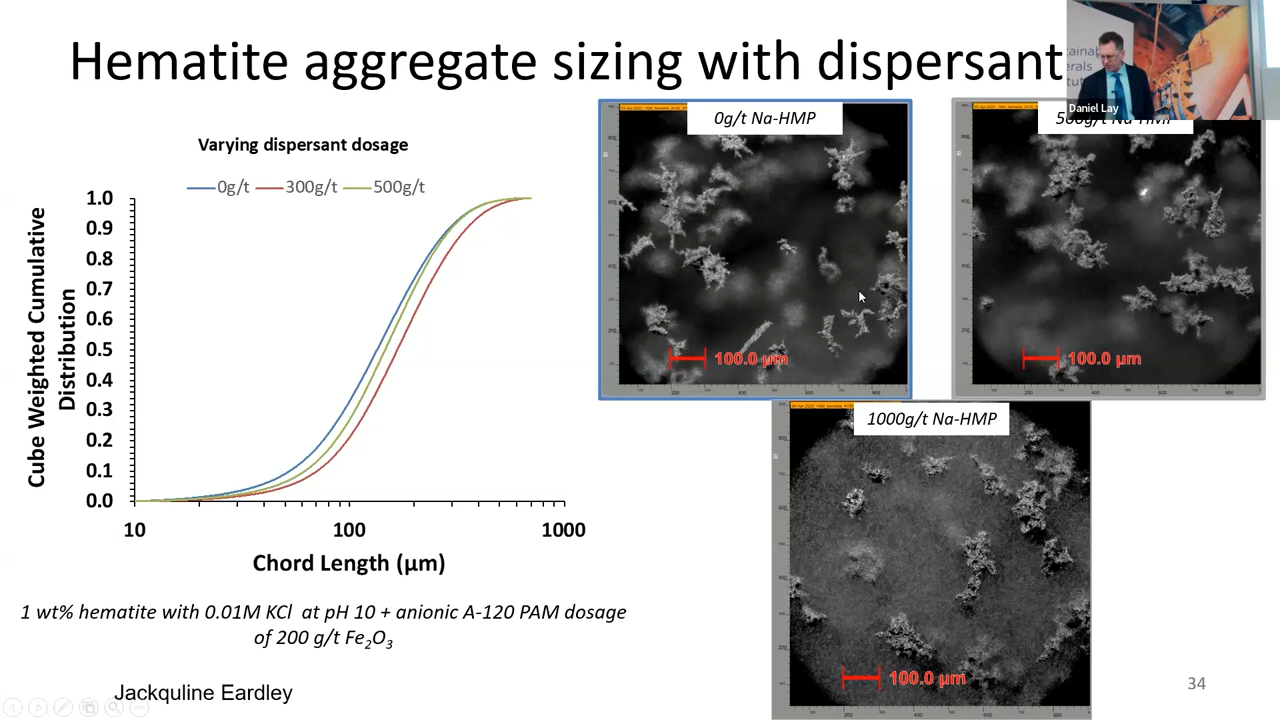 Hematite aggregate sizing with dispersant
Daniel Lay
Varying dispersant dosage
0g/t 300g/t 500g/t
Cube Weighted Cumulative
Distribution
1.0
0.9
0.8
0.7
0.6
0.5
0.4
0.3
0.2
0.1
0.0
10 100 1000
Chord Length (µm)
1 wt% hematite with 0.01M KCl at pH 10 + anionic A-120 PAM dosage
of 200 g/t Fe2O3
Jackquline Eardley
0g/t Na-HMP
100.0 µm
500g/t Na-HMP
100.0 µm
1000g/t Na-HMP
100.0 µm
34